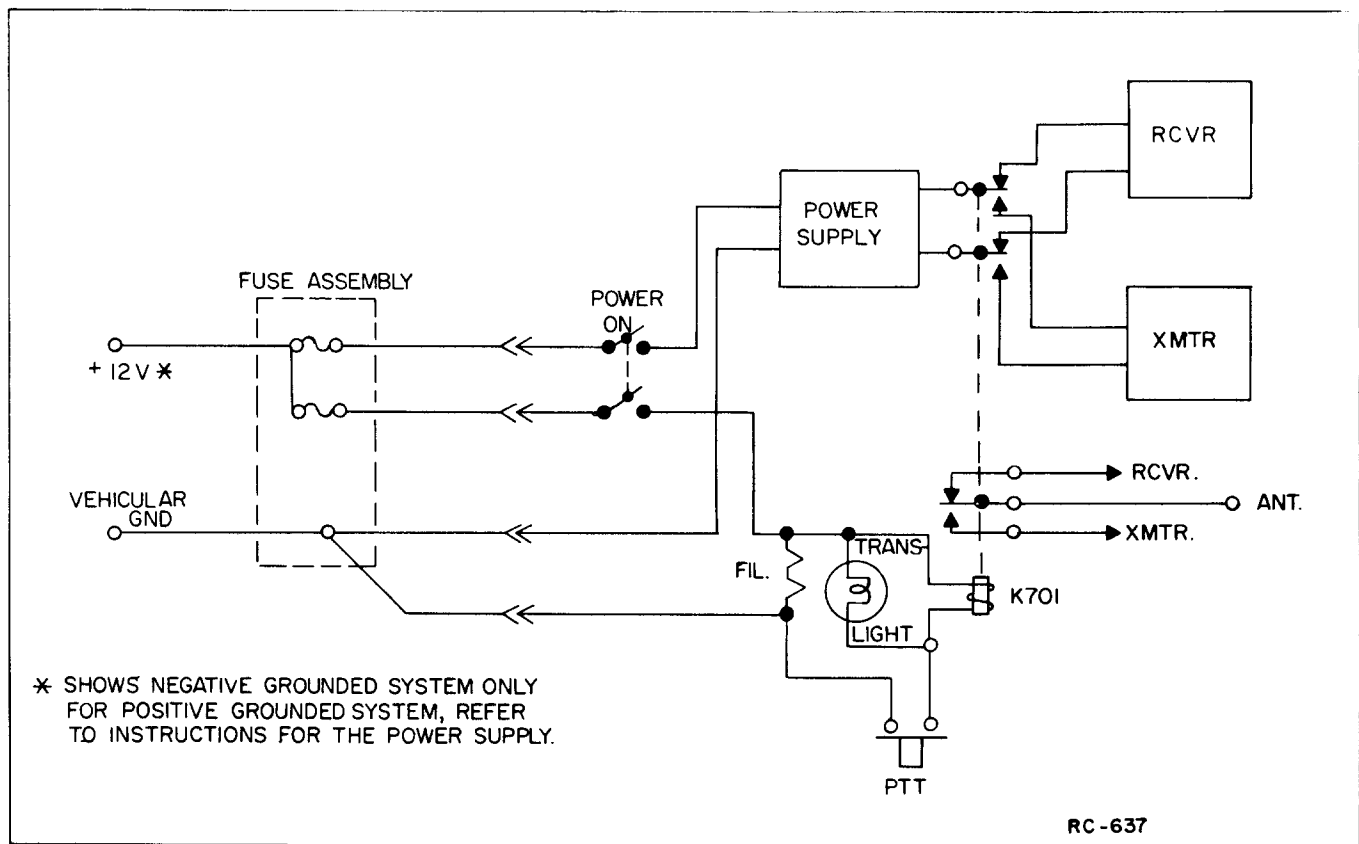 RCVR
POWER
SUPPLY
FUSE ASSEMBLY
POWER
ON
+ 12V *
XMTR
RCVR.
ANT.
XMTR.
VEHICULAR
GND
FIL.
TRANS
LIGHT
K701
* SHOWS NEGATIVE GROUNDED SYSTEM ONLY
FOR POSITIVE GROUNDED SYSTEM, REFER
TO INSTRUCTIONS FOR THE POWER SUPPLY.
PTT
RC-637